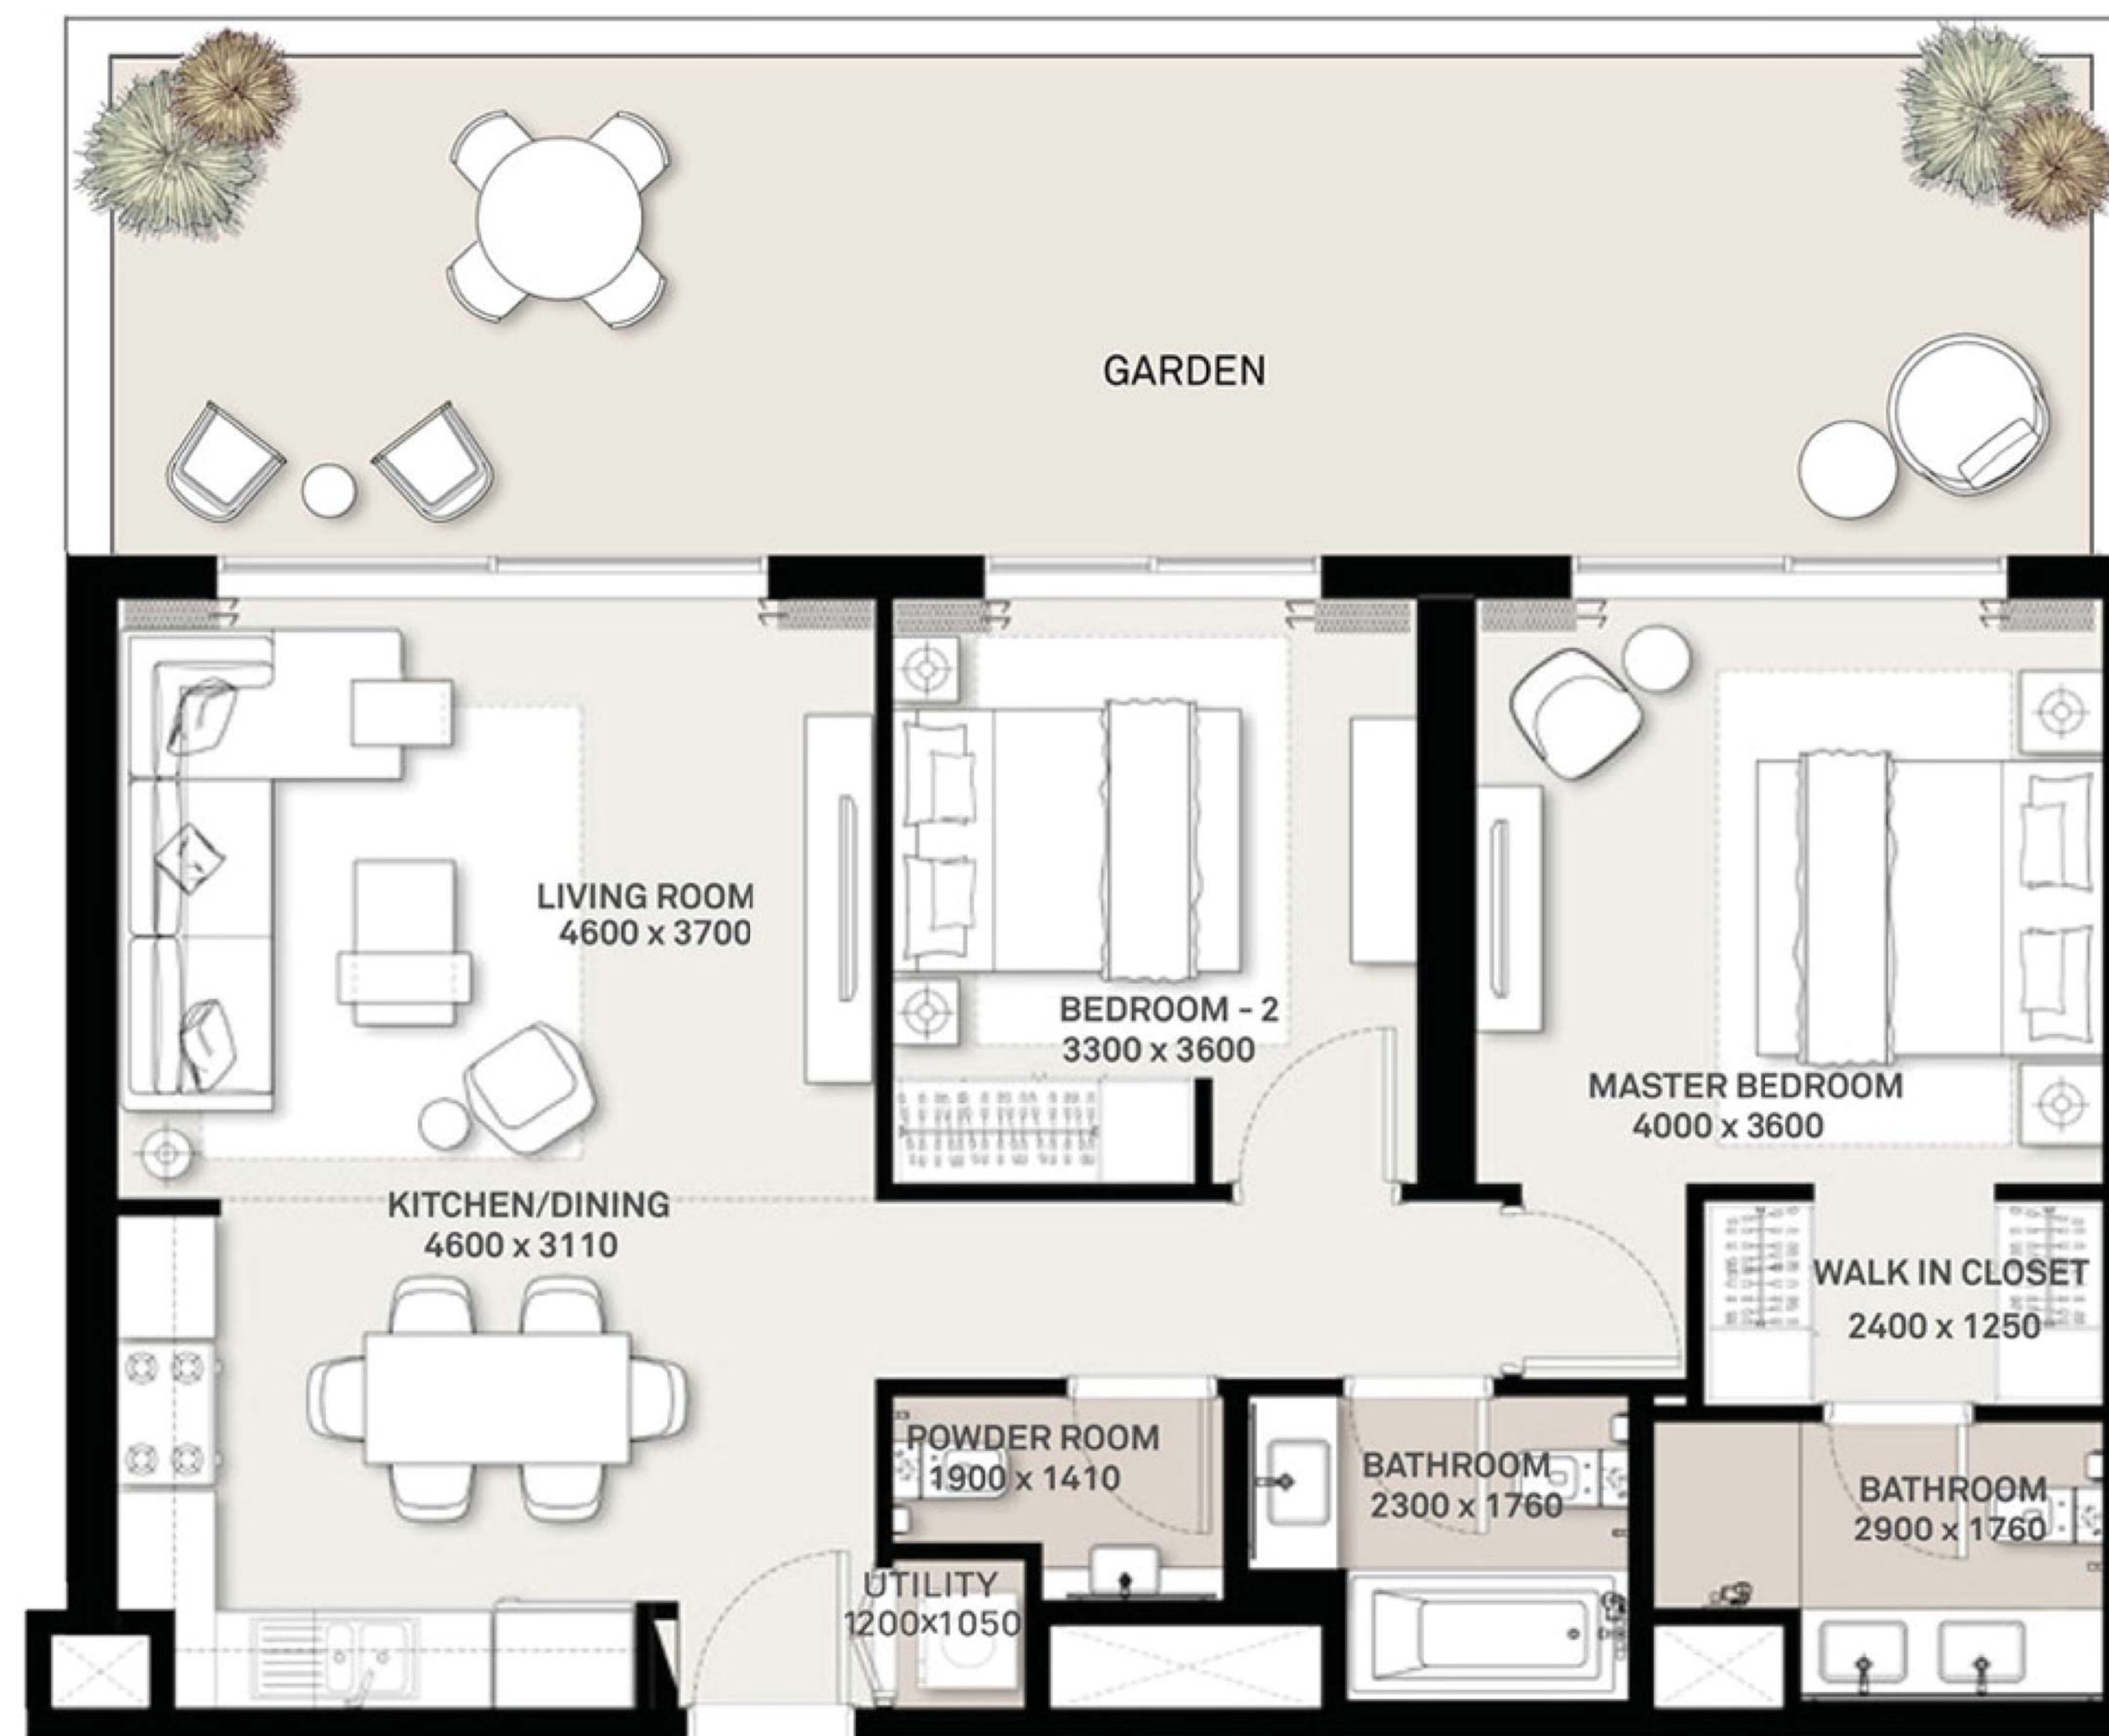 GARDEN
LIVING ROOM
4600 x 3700
BEDROOM - 2
3300 x 3600
MASTER BEDROOM
4000 x 3600
KITCHEN/DINING
4600 x 3110
WALK IN CLOSET
2400 x 1250
POWDER ROOM
1900 x 1410
BATHROOM
2300 x 1760
BATHROOM
2900 x 1760
UTILITY
1200x1050